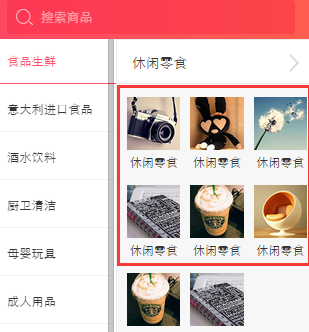 搜索商品
食品生鲜
意大利进口食品
酒水饮料
厨卫清洁
母婴玩具
成人用品
休闲零食
休闲零食 休闲零食 休闲零食
休闲零食 休闲零食 休闲零食